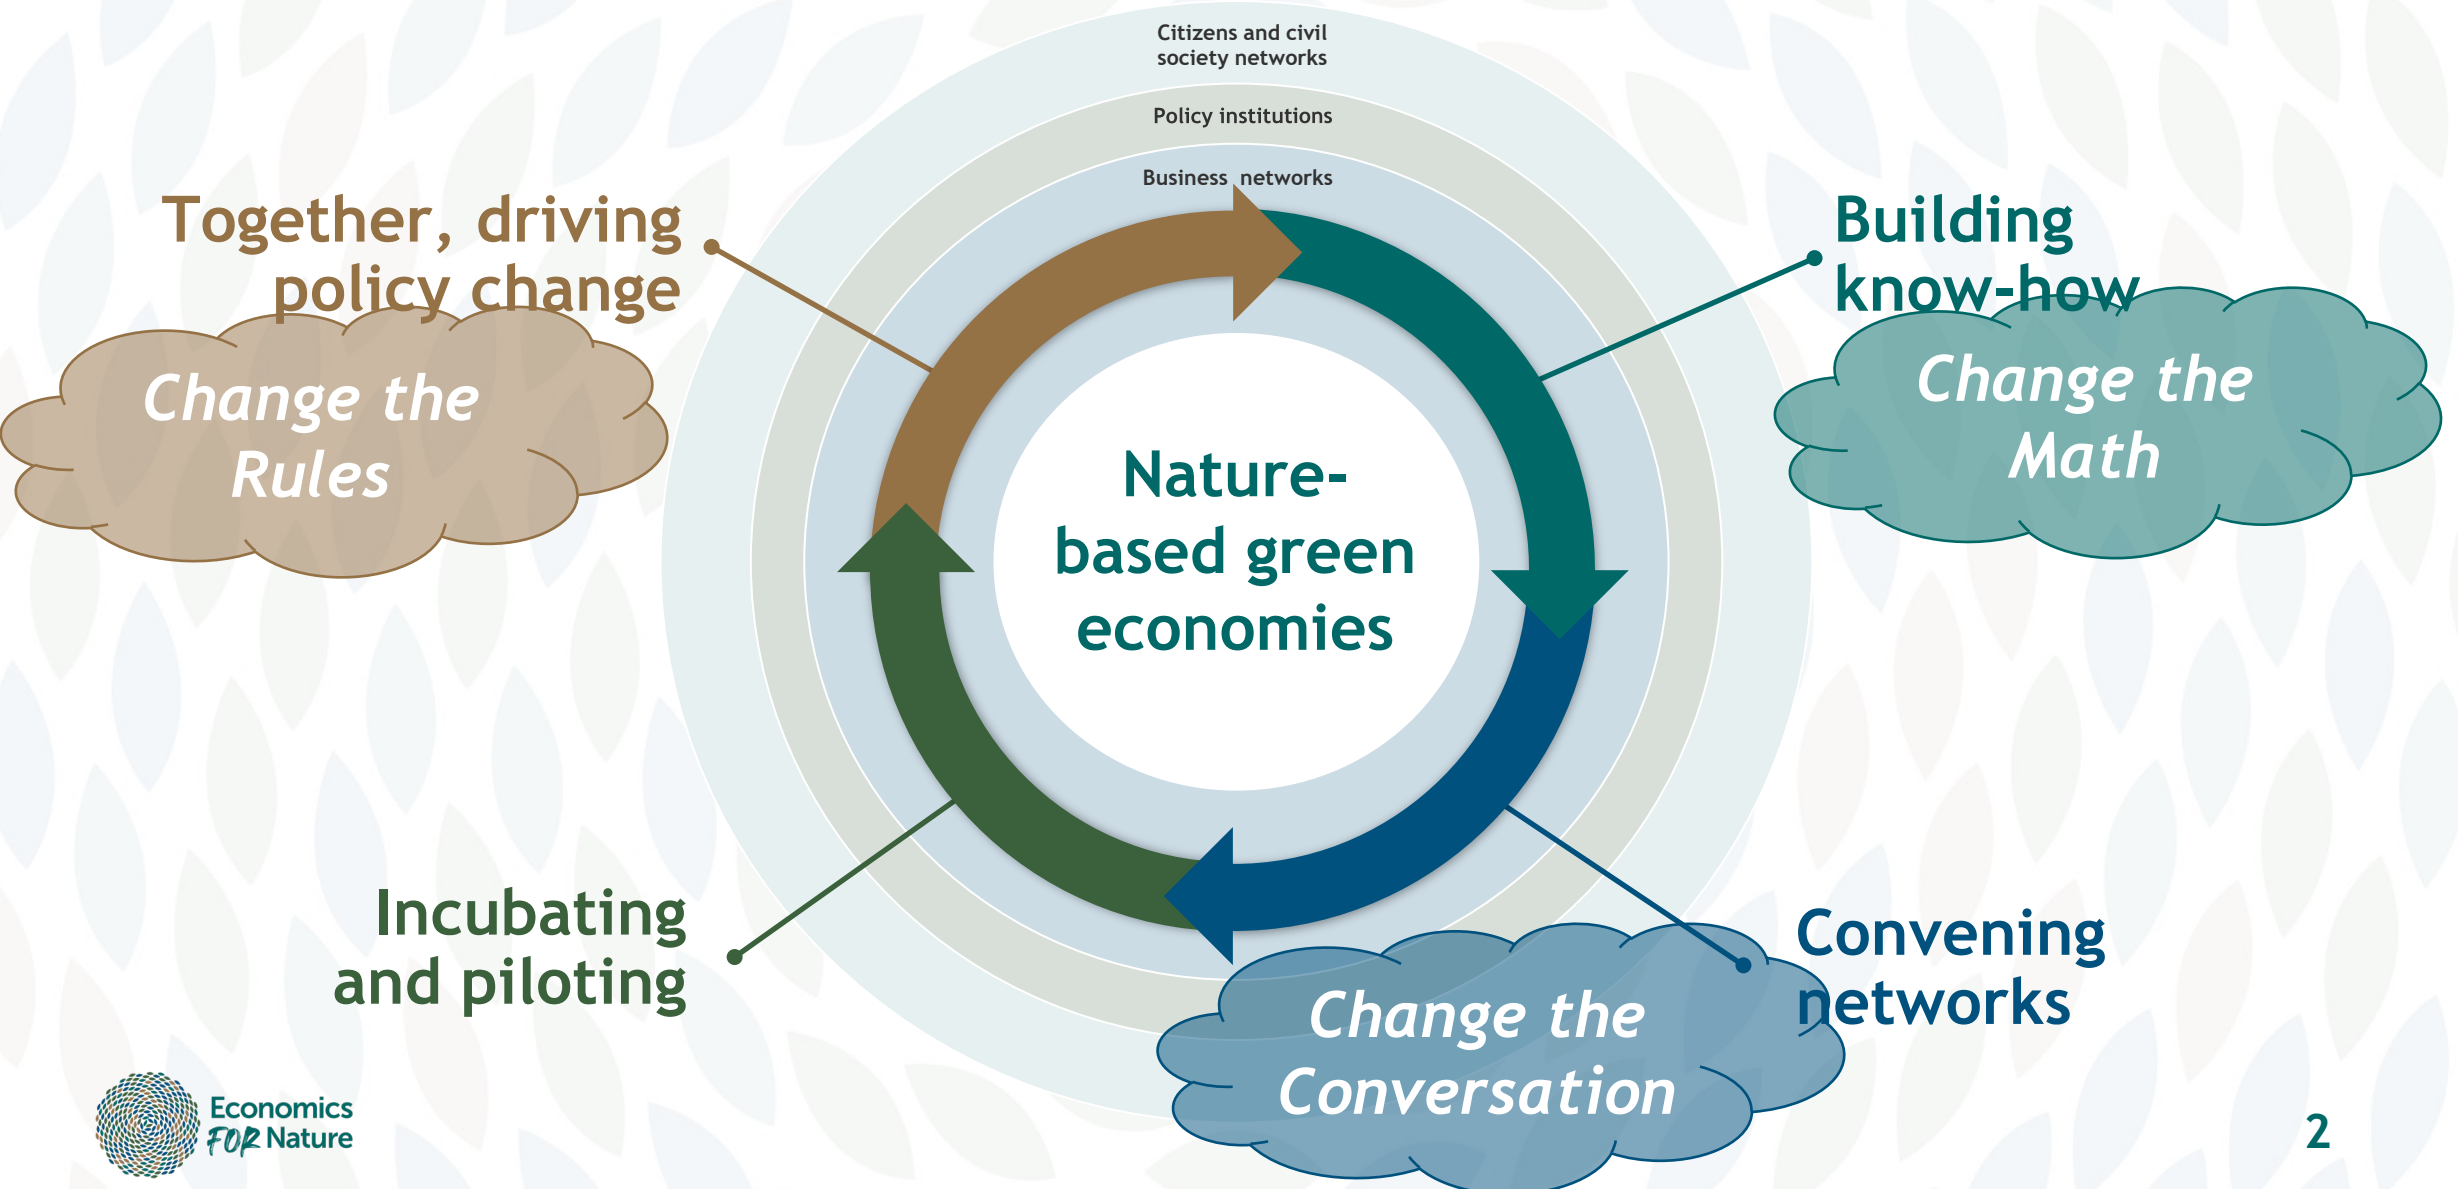 Citizens and civil
society networks
Policy institutions
Business networks
Together, driving
policy change
Change the
Rules
Building
know-how
Change the
Math
Nature-
based green
economies
Incubating
and piloting
Convening
networks
Change the
Conversation
Economics
FOR Nature
2